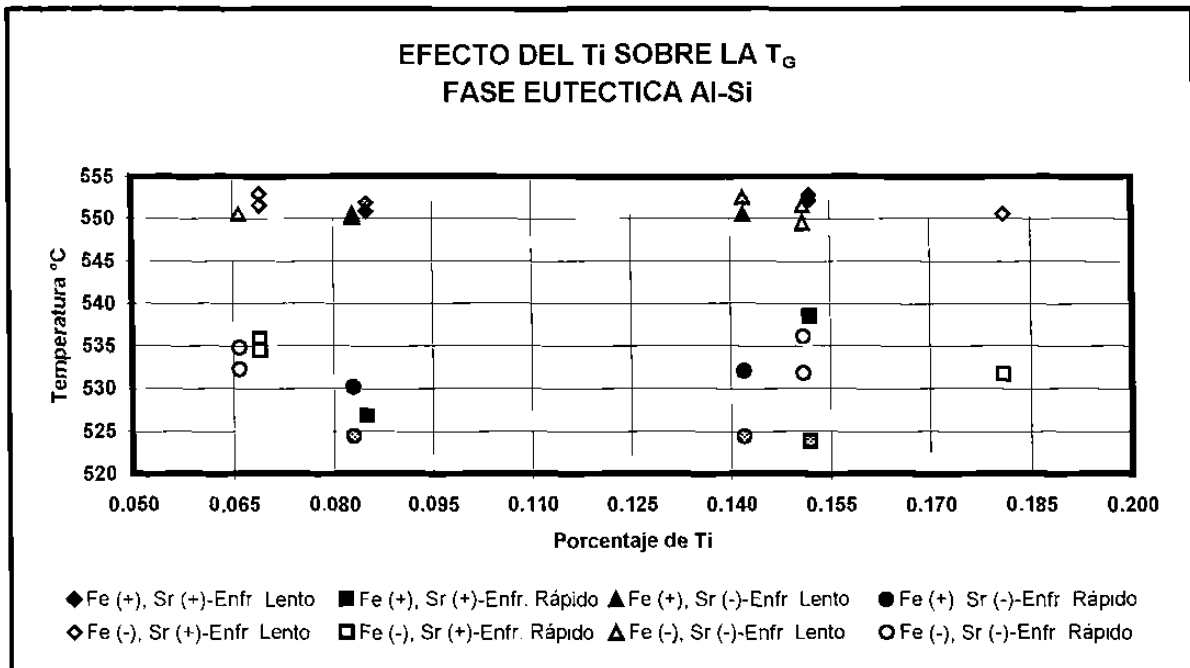 EFECTO DEL Ti SOBRE LA TG
FASE EUTECTICA Al-Si
555
550
545
540
535
530
525
520
Temperatura ºC
0.050 0.065 0.080 0.095 0.110 0.125 0.140 0.155 0.170 0.185 0.200
Porcentaje de Ti
Fe (+), Sr (+)-Enfr Lento Fe (+), Sr (+)-Enfr. Rápido Fe (+), Sr (-)-Enfr Lento Fe (+) Sr (-)-Enfr Rápido
Fe (-), Sr (+)-Enfr Lento Fe (-), Sr (+)-Enfr. Rápido Fe (-), Sr (-)-Enfr Lento Fe (-), Sr (-)-Enfr Rápido